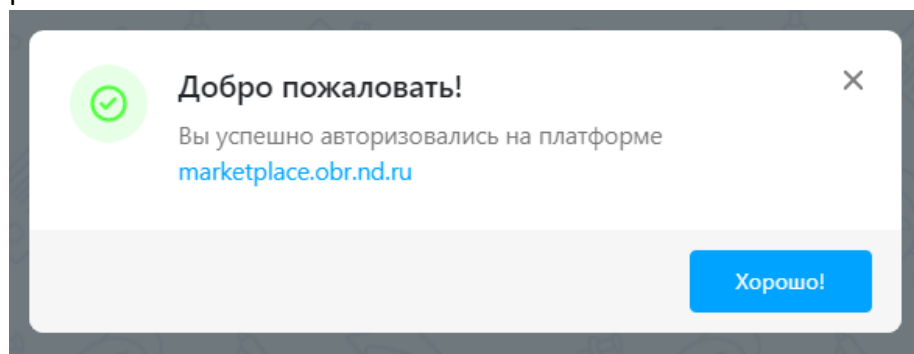 Добро пожаловать!
Вы успешно авторизовались на платформе
marketplace.obr.nd.ru
Хорошо!